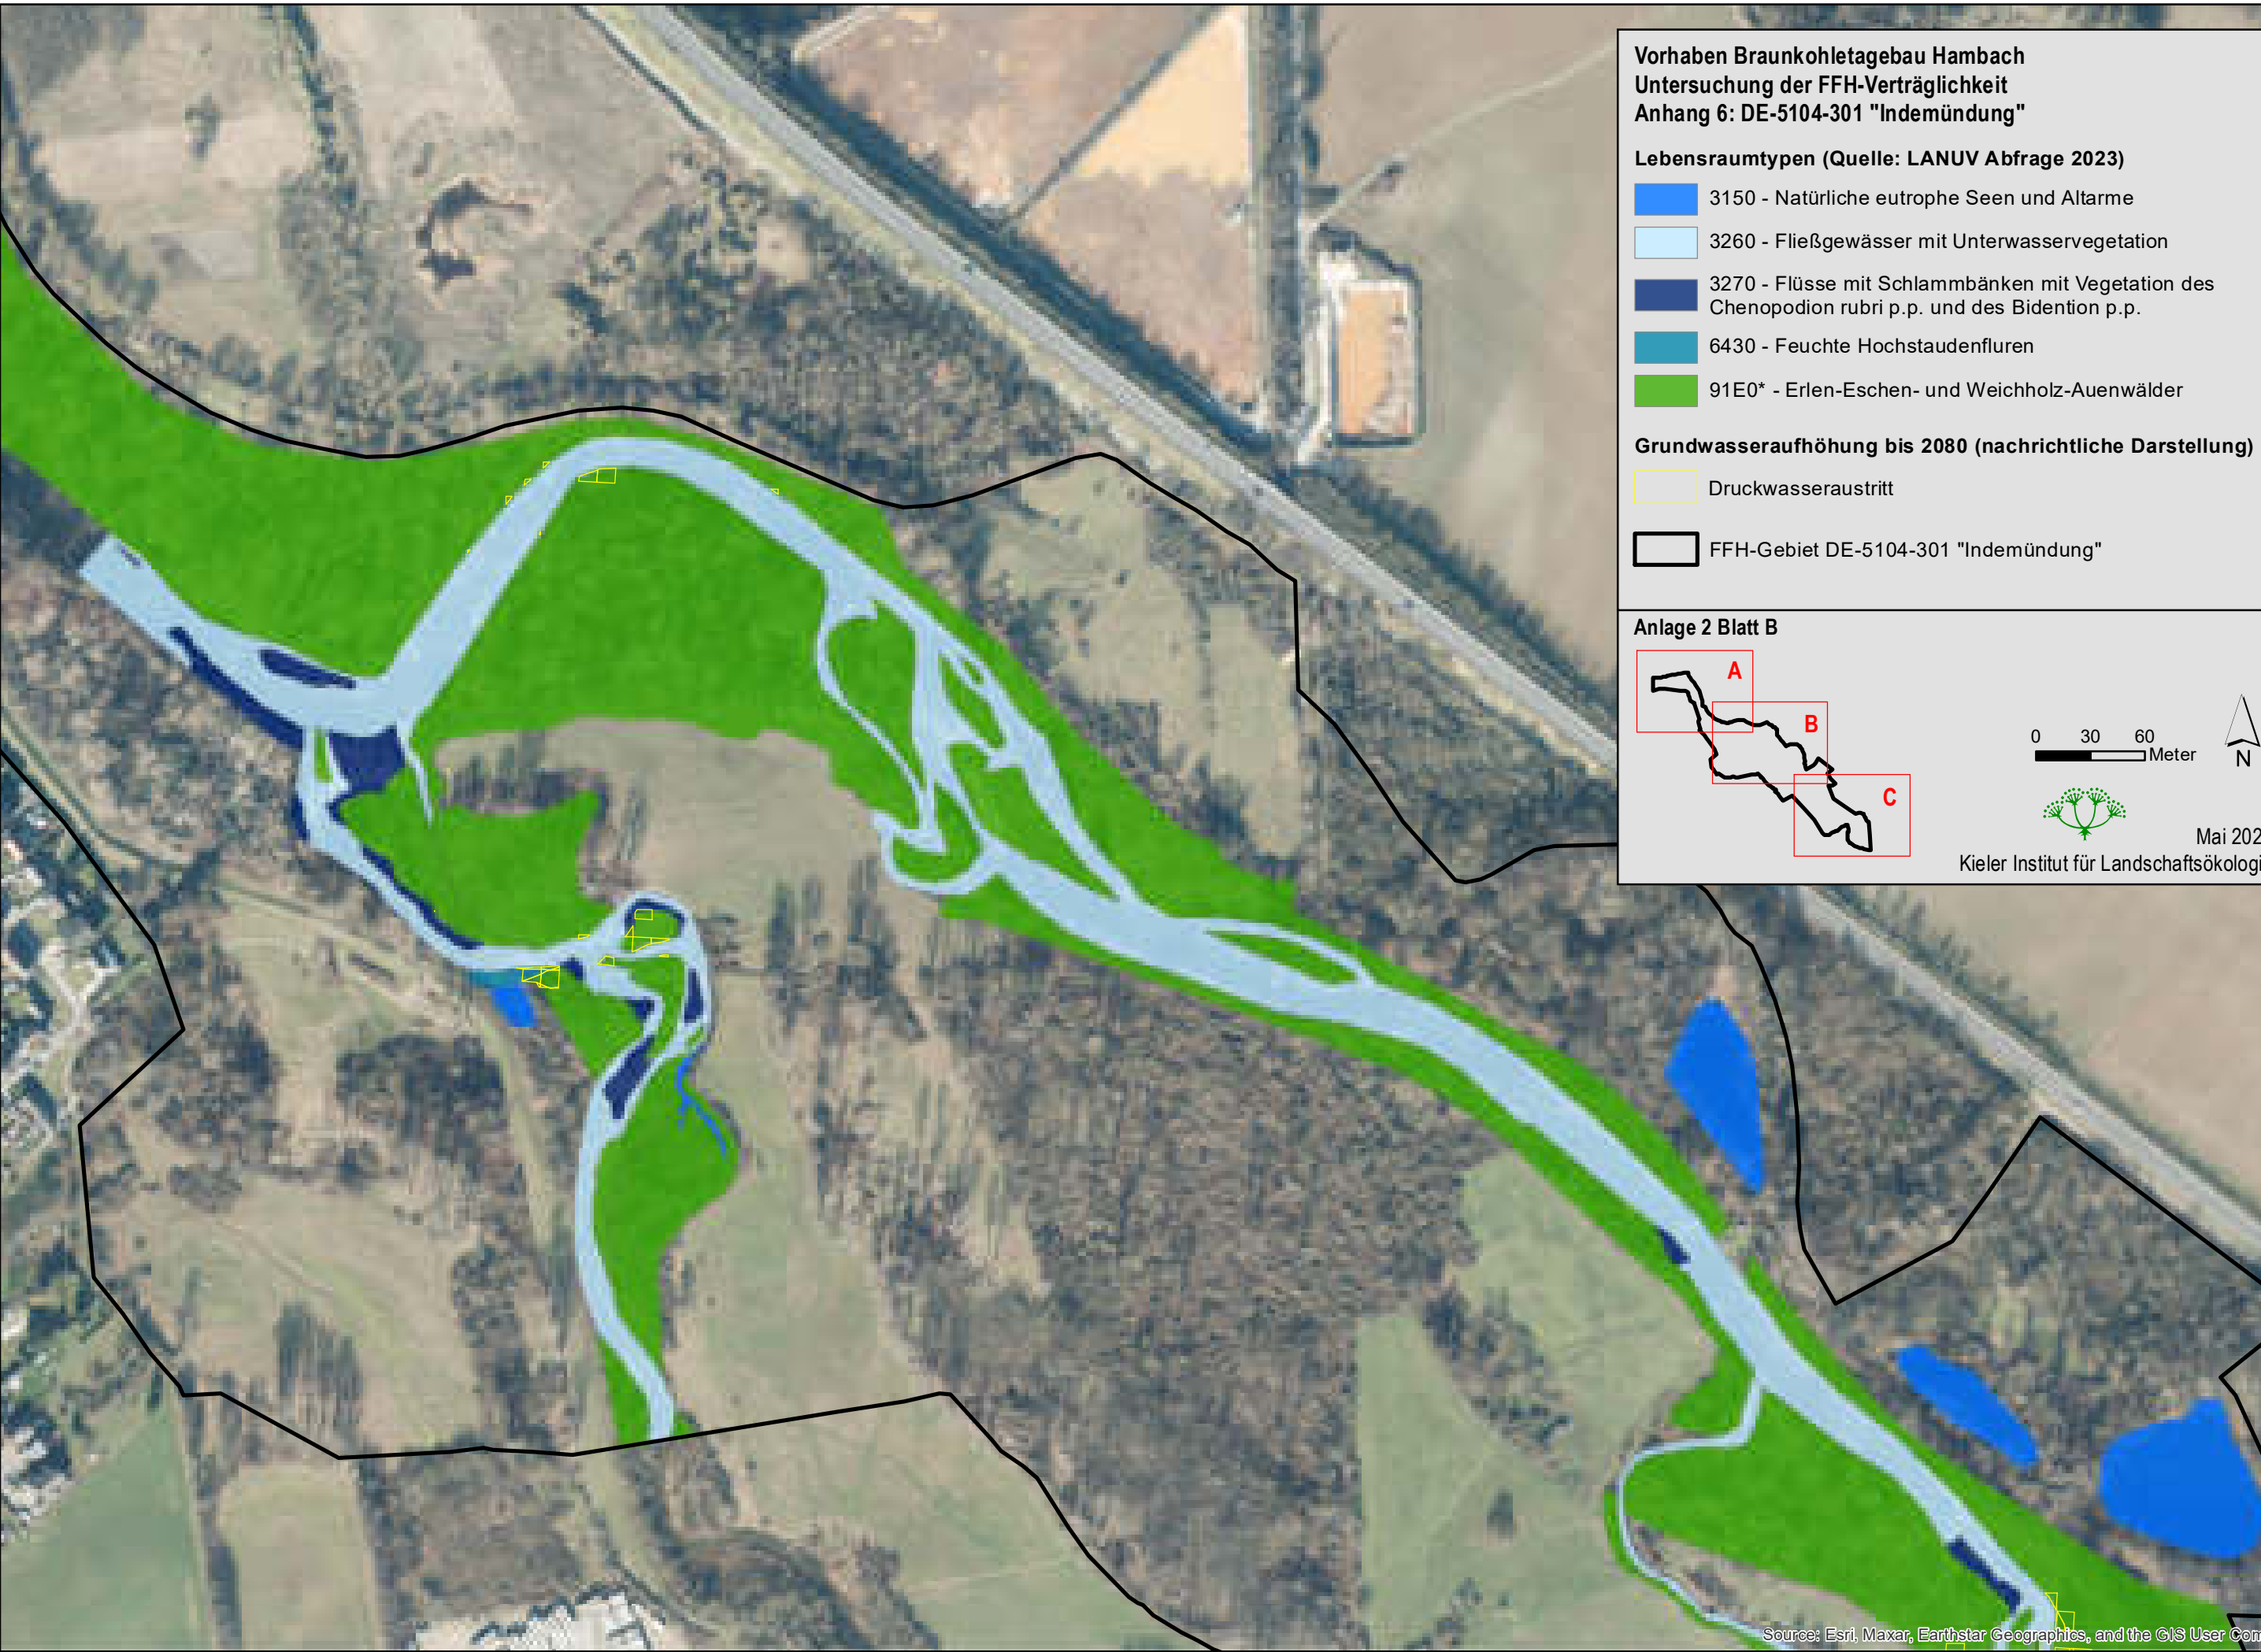 Vorhaben Braunkohletagebau Hambach
Untersuchung der FFH-Verträglichkeit
Anhang 6: DE-5104-301 "Indemündung"
Lebensraumtypen (Quelle: LANUV Abfrage 2023)
3150 - Natürliche eutrophe Seen und Altarme
3260 - Fließgewässer mit Unterwasservegetation
3270 - Flüsse mit Schlammbänken mit Vegetation des
Chenopodion rubri p.p. und des Bidention p.p.
6430 - Feuchte Hochstaudenfluren
91E0* - Erlen-Eschen- und Weichholz-Auenwälder
Grundwasseraufhöhung bis 2080 (nachrichtliche Darstellung)
Druckwasseraustritt
FFH-Gebiet DE-5104-301 "Indemündung"
Anlage 2 Blatt B
A
B
C
0 30 60
Meter
N
Mai 202
Kieler Institut für Landschaftsökologi
Source: Esri, Maxar, Earthstar Geographics, and the GIS User Com